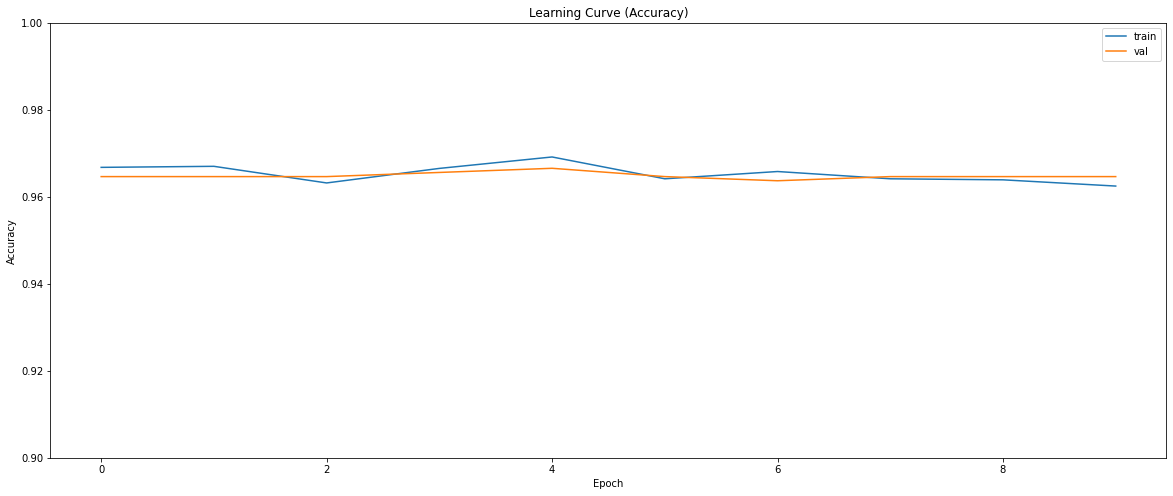 Learning Curve (Accuracy)
1.00
0.98
0.96
0.94
0.92
0.90
Accuracy
0 2 4 6 8
Epoch
train
val